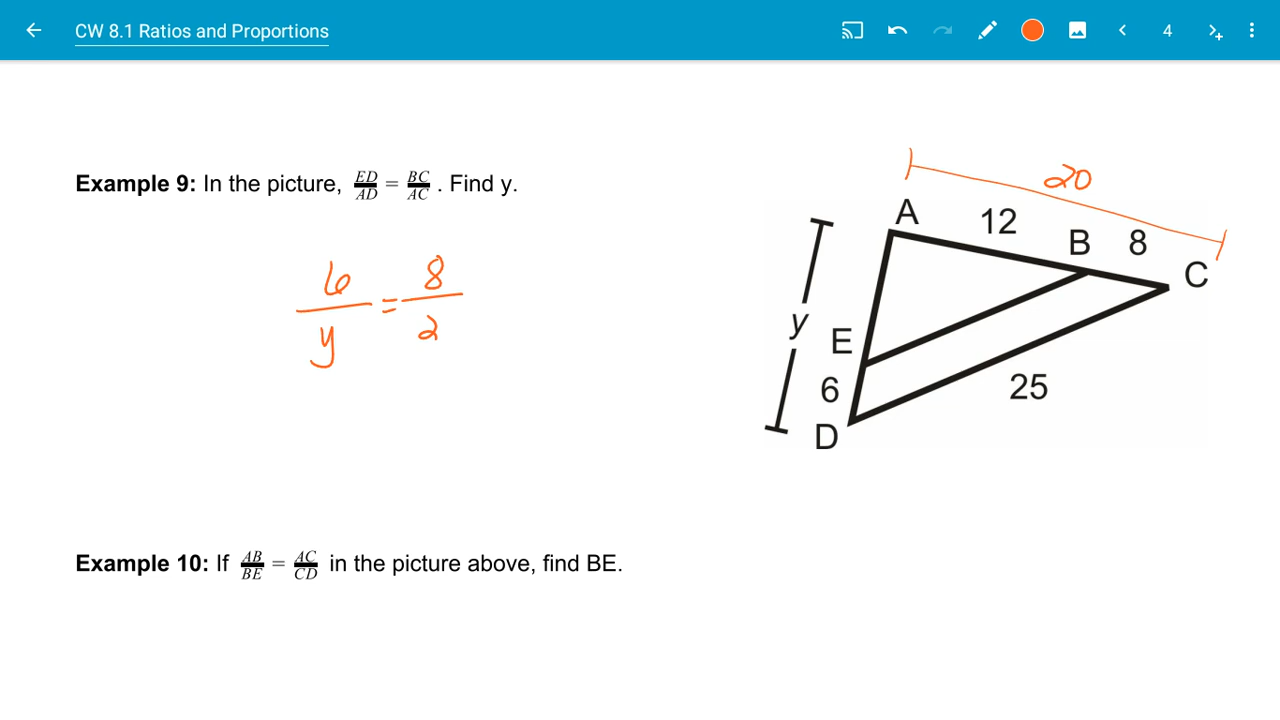 CW 8.1 Ratios and Proportions
4
Example 9: In the picture, ED/AD = BC/AC . Find y.
6/y = 8/2
20
A 12 B 8 C
y E
6 25
D
Example 10: If AB/BE = AC/CD in the picture above, find BE.